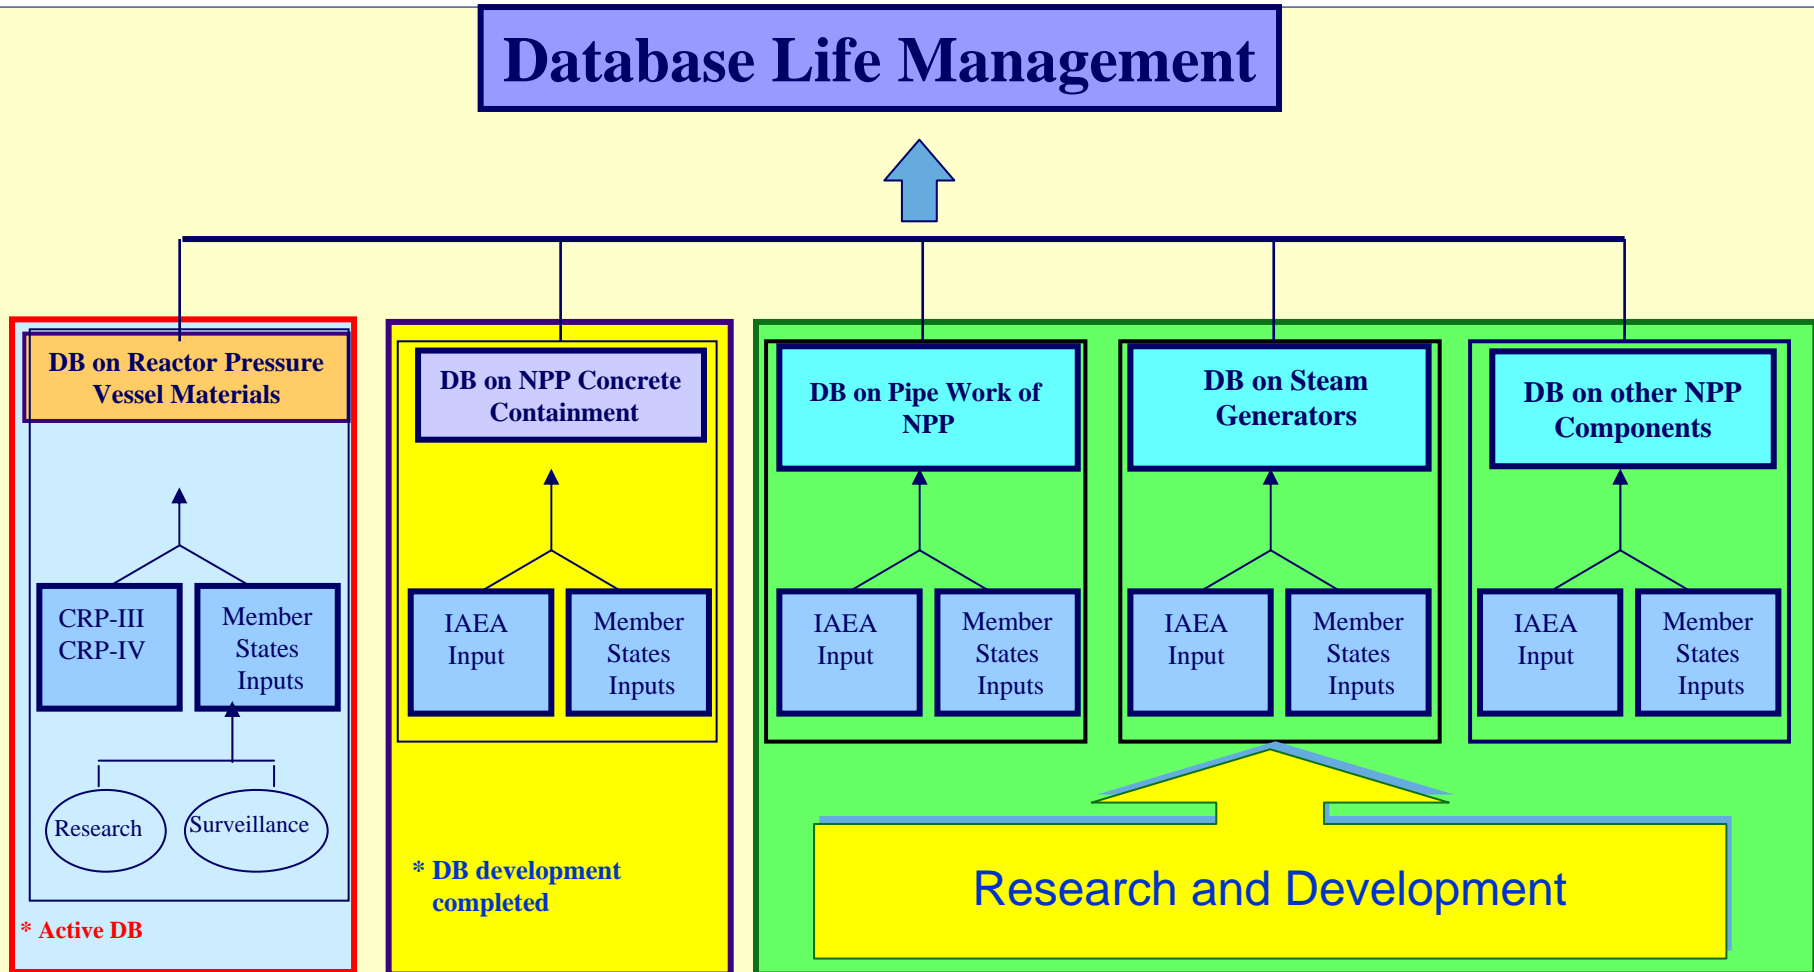 Database Life Management
DB on Reactor Pressure
Vessel Materials
DB on NPP Concrete
Containment
DB on Pipe Work of
NPP
DB on Steam
Generators
DB on other NPP
Components
CRP-III
CRP-IV
Member
States
Inputs
IAEA
Input
Member
States
Inputs
IAEA
Input
Member
States
Inputs
IAEA
Input
Member
States
Inputs
IAEA
Input
Member
States
Inputs
Research
Surveillance
* Active DB
* DB development
completed
Research and Development